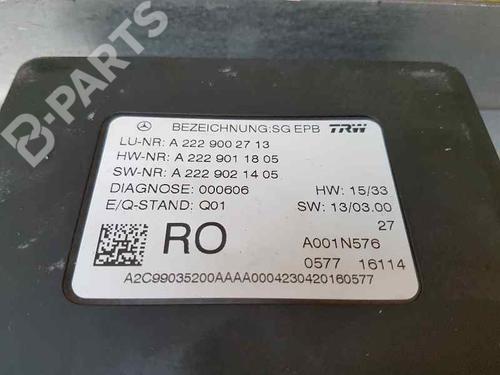 BEZEICHNUNG:SG EPB TRW
LU-NR: A 222 900 27 13
HW-NR: A 222 901 18 05
SW-NR: A 222 902 14 05
DIAGNOSE: 000606 HW: 15/33
E/Q-STAND: Q01 SW: 13/03.00
27
RO A001N576
0577 16114
A2C99035200AAAA0004230420160577
B-PARTS